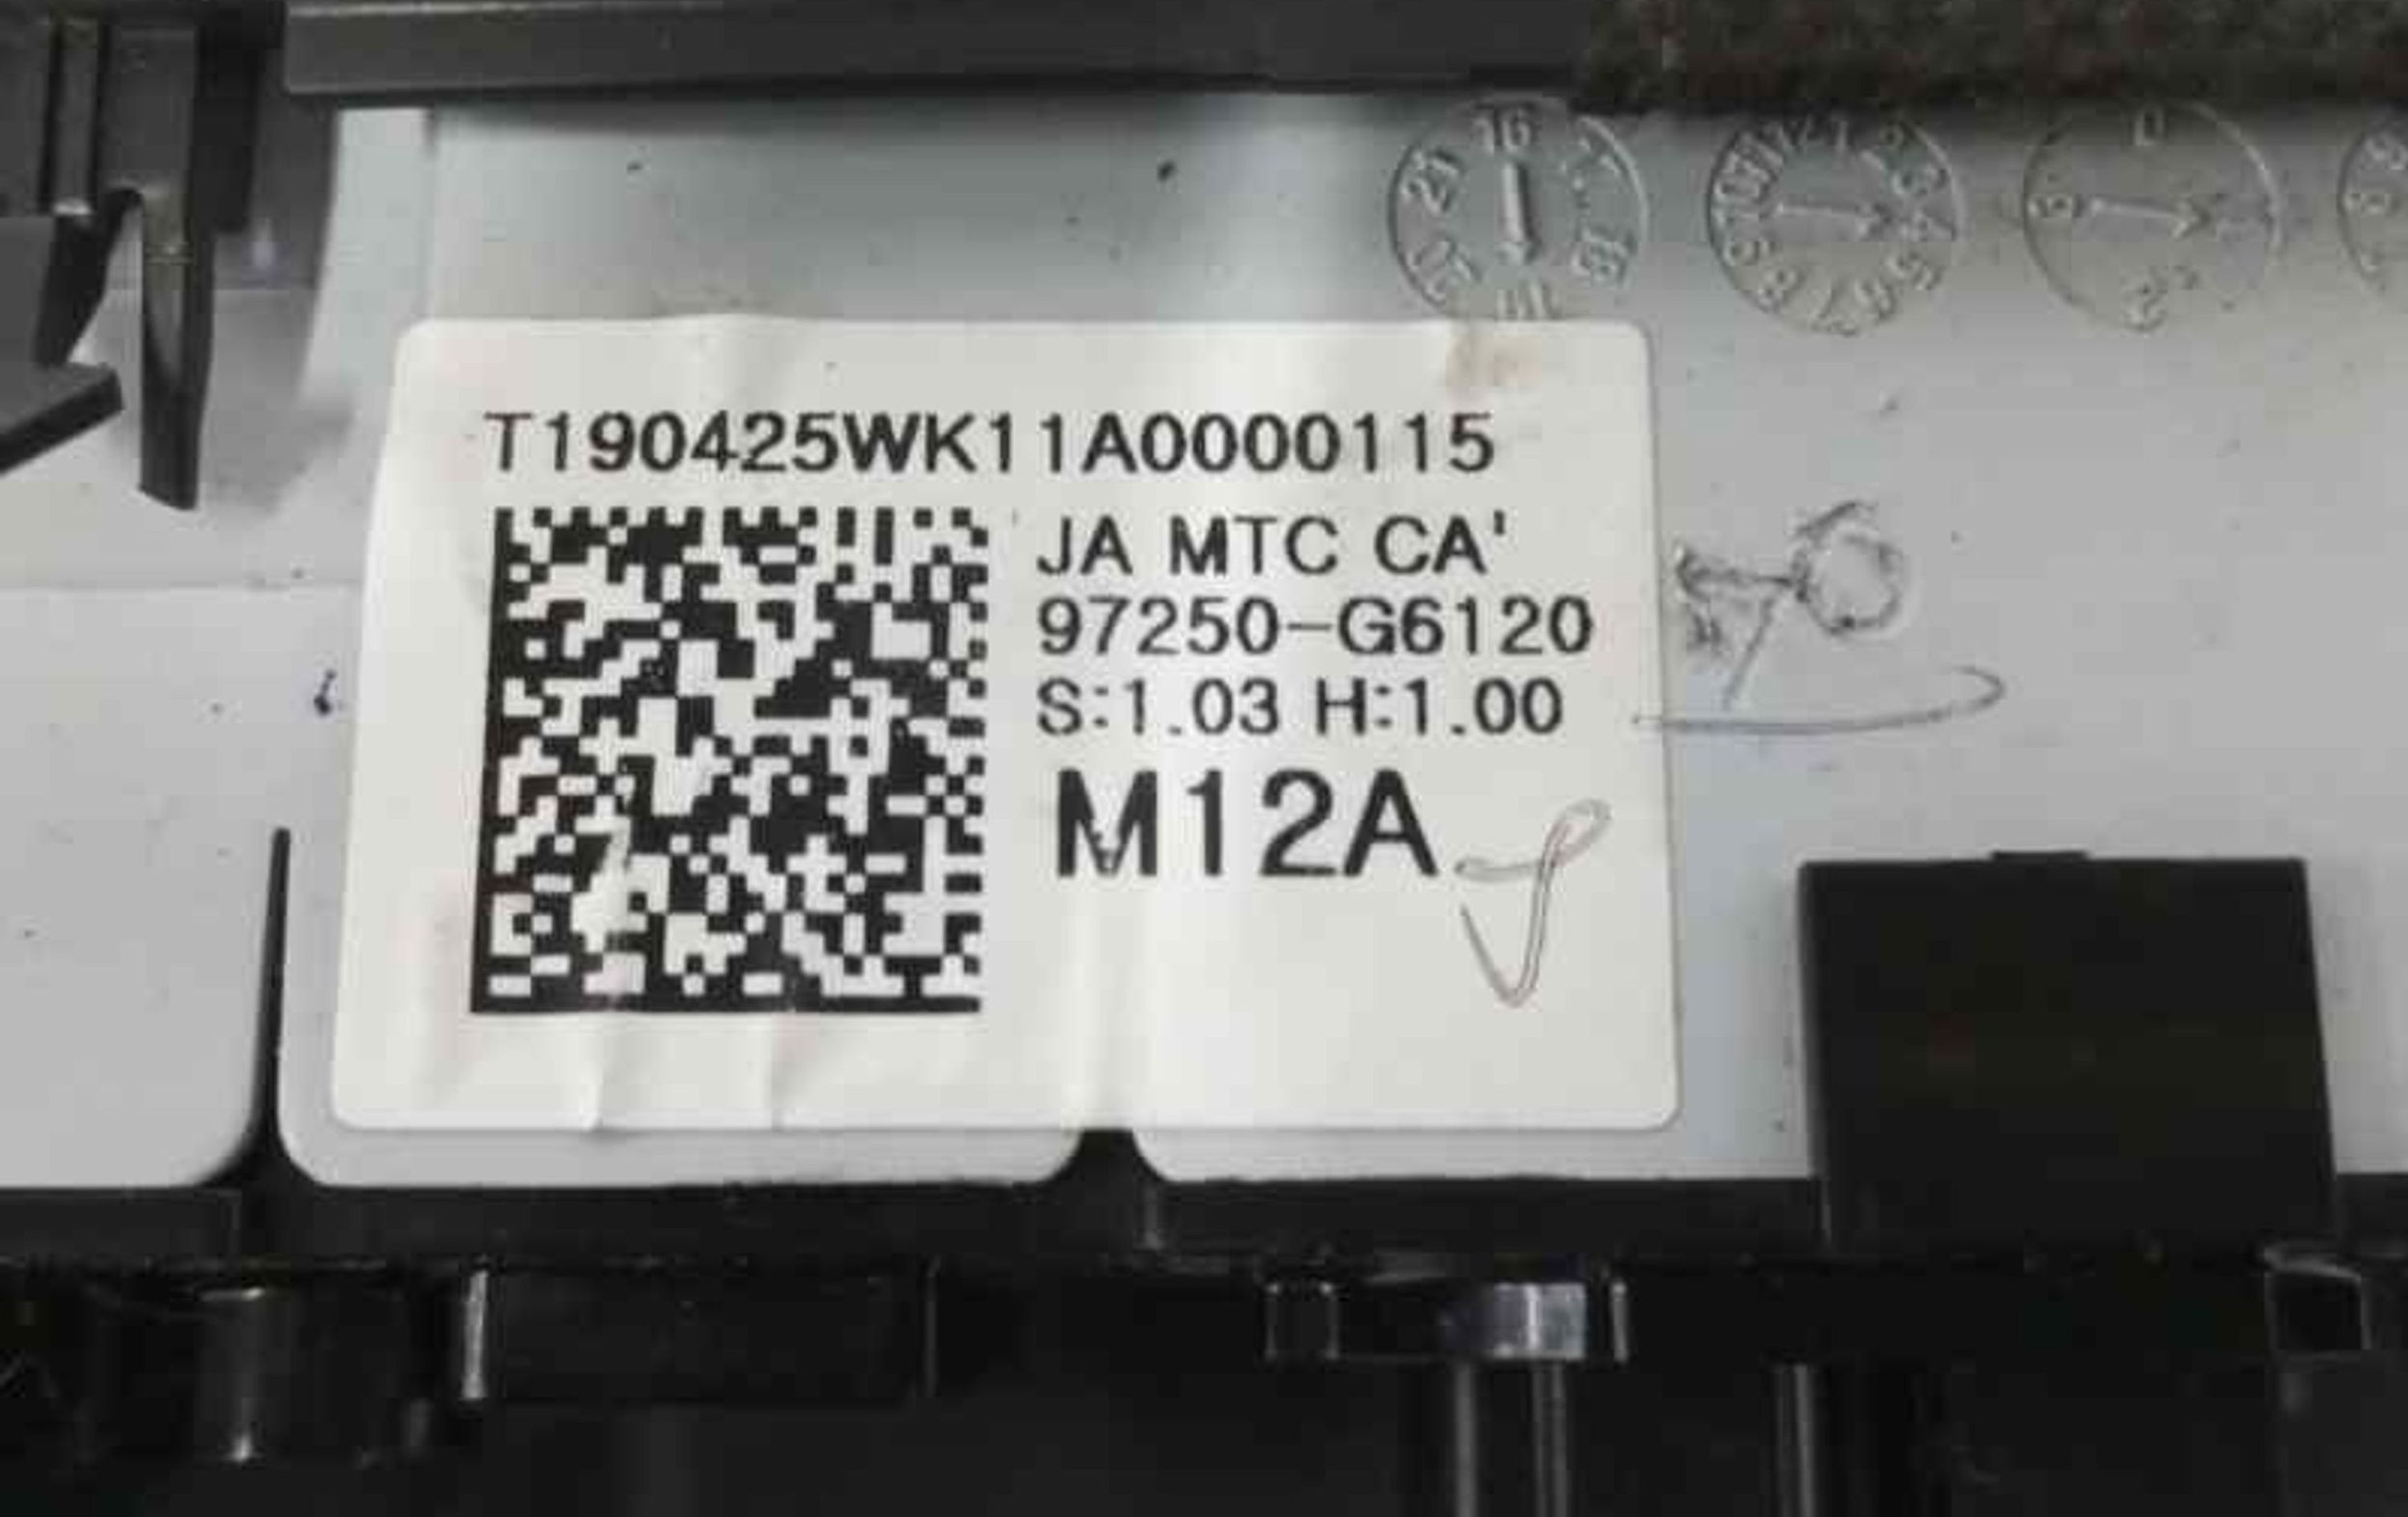 T190425WK11A0000115
JA MTC CA'
97250-G6120
S:1.03 H:1.00
M12A